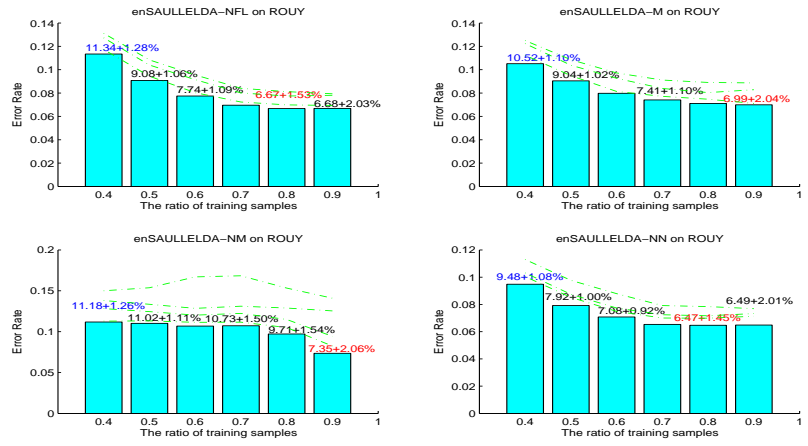 enSAULLELDA−NFL on ROUY
0.14
0.12
0.1
0.08
0.06
0.04
0.02
0
Error Rate
11.34+1.28%
9.08+1.06%
7.74+1.09%
6.67+1.53%
6.68+2.03%
0.4 0.5 0.6 0.7 0.8 0.9 1
The ratio of training samples
enSAULLELDA−M on ROUY
0.14
0.12
0.1
0.08
0.06
0.04
0.02
0
Error Rate
10.52+1.10%
9.04+1.02%
7.41+1.10%
6.99+2.04%
0.4 0.5 0.6 0.7 0.8 0.9 1
The ratio of training samples
enSAULLELDA−NM on ROUY
0.2
0.15
0.1
0.05
0
Error Rate
11.18+1.26%
11.02+1.11%
10.73+1.50%
9.71+1.54%
7.35+2.06%
0.4 0.5 0.6 0.7 0.8 0.9 1
The ratio of training samples
enSAULLELDA−NN on ROUY
0.12
0.1
0.08
0.06
0.04
0.02
0
Error Rate
9.48+1.08%
7.92+1.00%
7.08+0.92%
6.47+1.45%
6.49+2.01%
0.4 0.5 0.6 0.7 0.8 0.9 1
The ratio of training samples